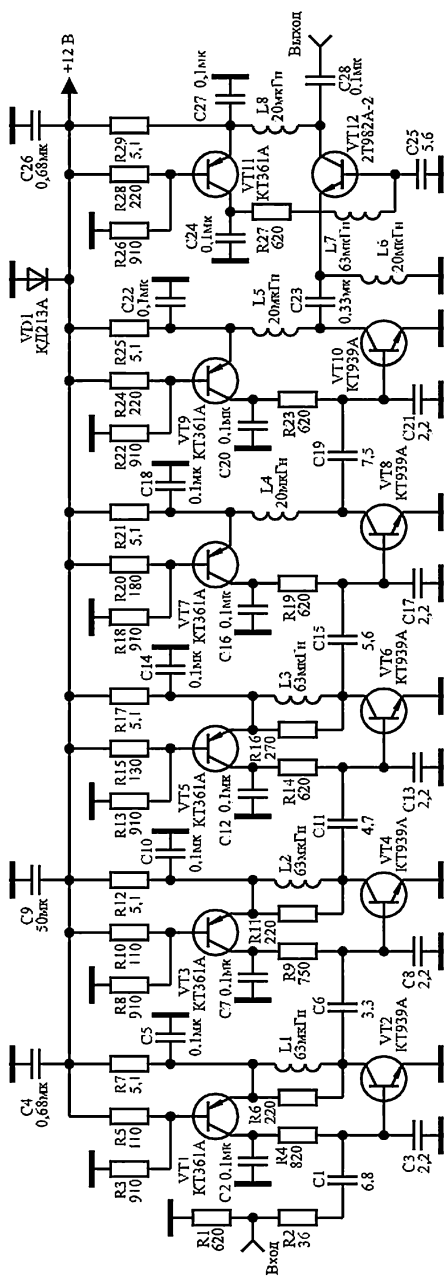 C4
0,68мк
C9
50мк
VD1
КД213А
C26
0,68мк
+12 В
R3
910
R5
110
R7
5,1
R8
910
R10
110
R12
5,1
R13
910
R15
130
R17
5,1
R18
910
R20
180
R21
5,1
R22
910
R24
220
R25
5,1
R26
910
R28
220
R29
5,1
C27 0,1мк
VT1
КТ361А
C5
0,1мк
VT3
КТ361А
C10
0,1мк
VT5
КТ361А
C14
0,1мк
VT7
КТ361А
C18
0,1мк
VT9
КТ361А
C22
0,1мк
C24
0,1мк
VT11
КТ361А
L8
20мкГн
Выход
C2 0,1мк
C7 0,1мк
C12 0,1мк
C16 0,1мк
C20 0,1мк
R1
620
R4
820
R6
220
L1
63мкГн
R9
750
R11
220
L2
63мкГн
R14
620
R16
270
L3
63мкГн
R19
620
L4
20мкГн
R23
620
L5
20мкГн
C23
0,33мк
R27
620
L7
63мкГн
VT12
2Т982А-2
C28
0.1мк
Вход
R2
36
C1
6.8
C3
2,2
VT2
КТ939А
C6
3.3
C8
2,2
VT4
КТ939А
C11
4.7
C13
2,2
VT6
КТ939А
C15
5.6
C17
2,2
VT8
КТ939А
C19
7,5
C21
2,2
VT10
КТ939А
L6
20мкГн
C25
5.6